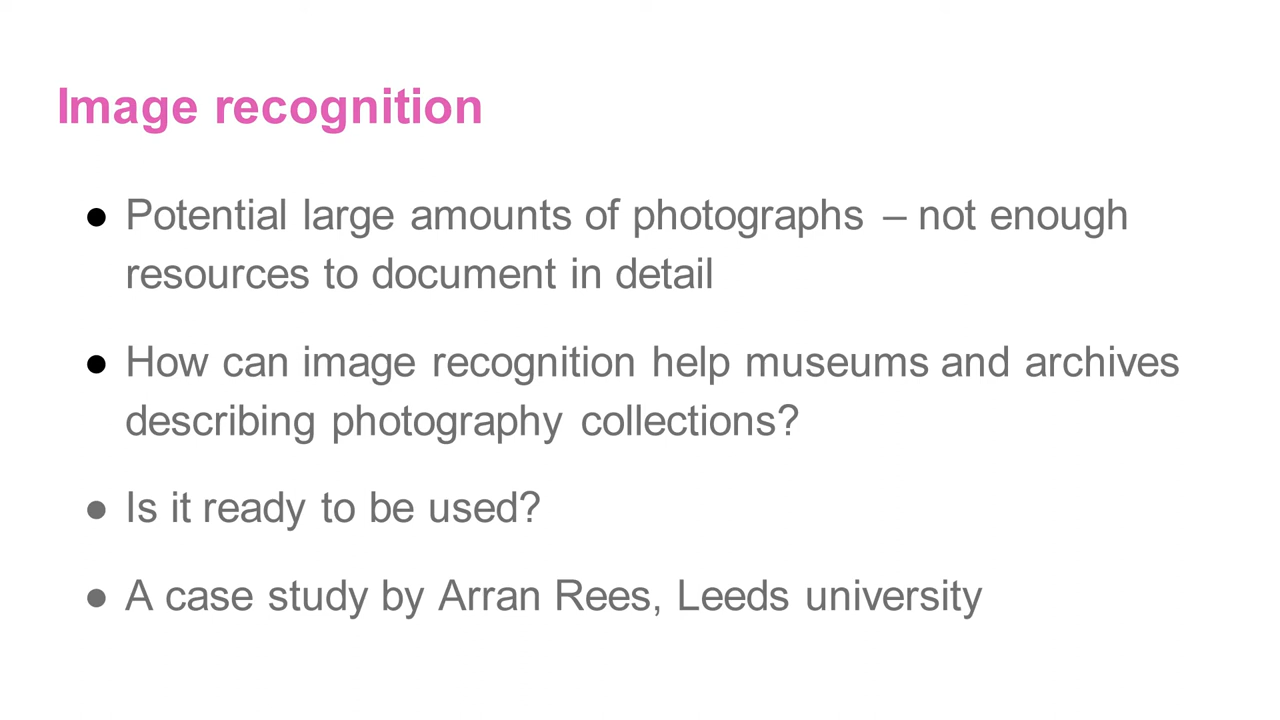 Image recognition
● Potential large amounts of photographs – not enough
resources to document in detail
● How can image recognition help museums and archives
describing photography collections?
● Is it ready to be used?
● A case study by Arran Rees, Leeds university